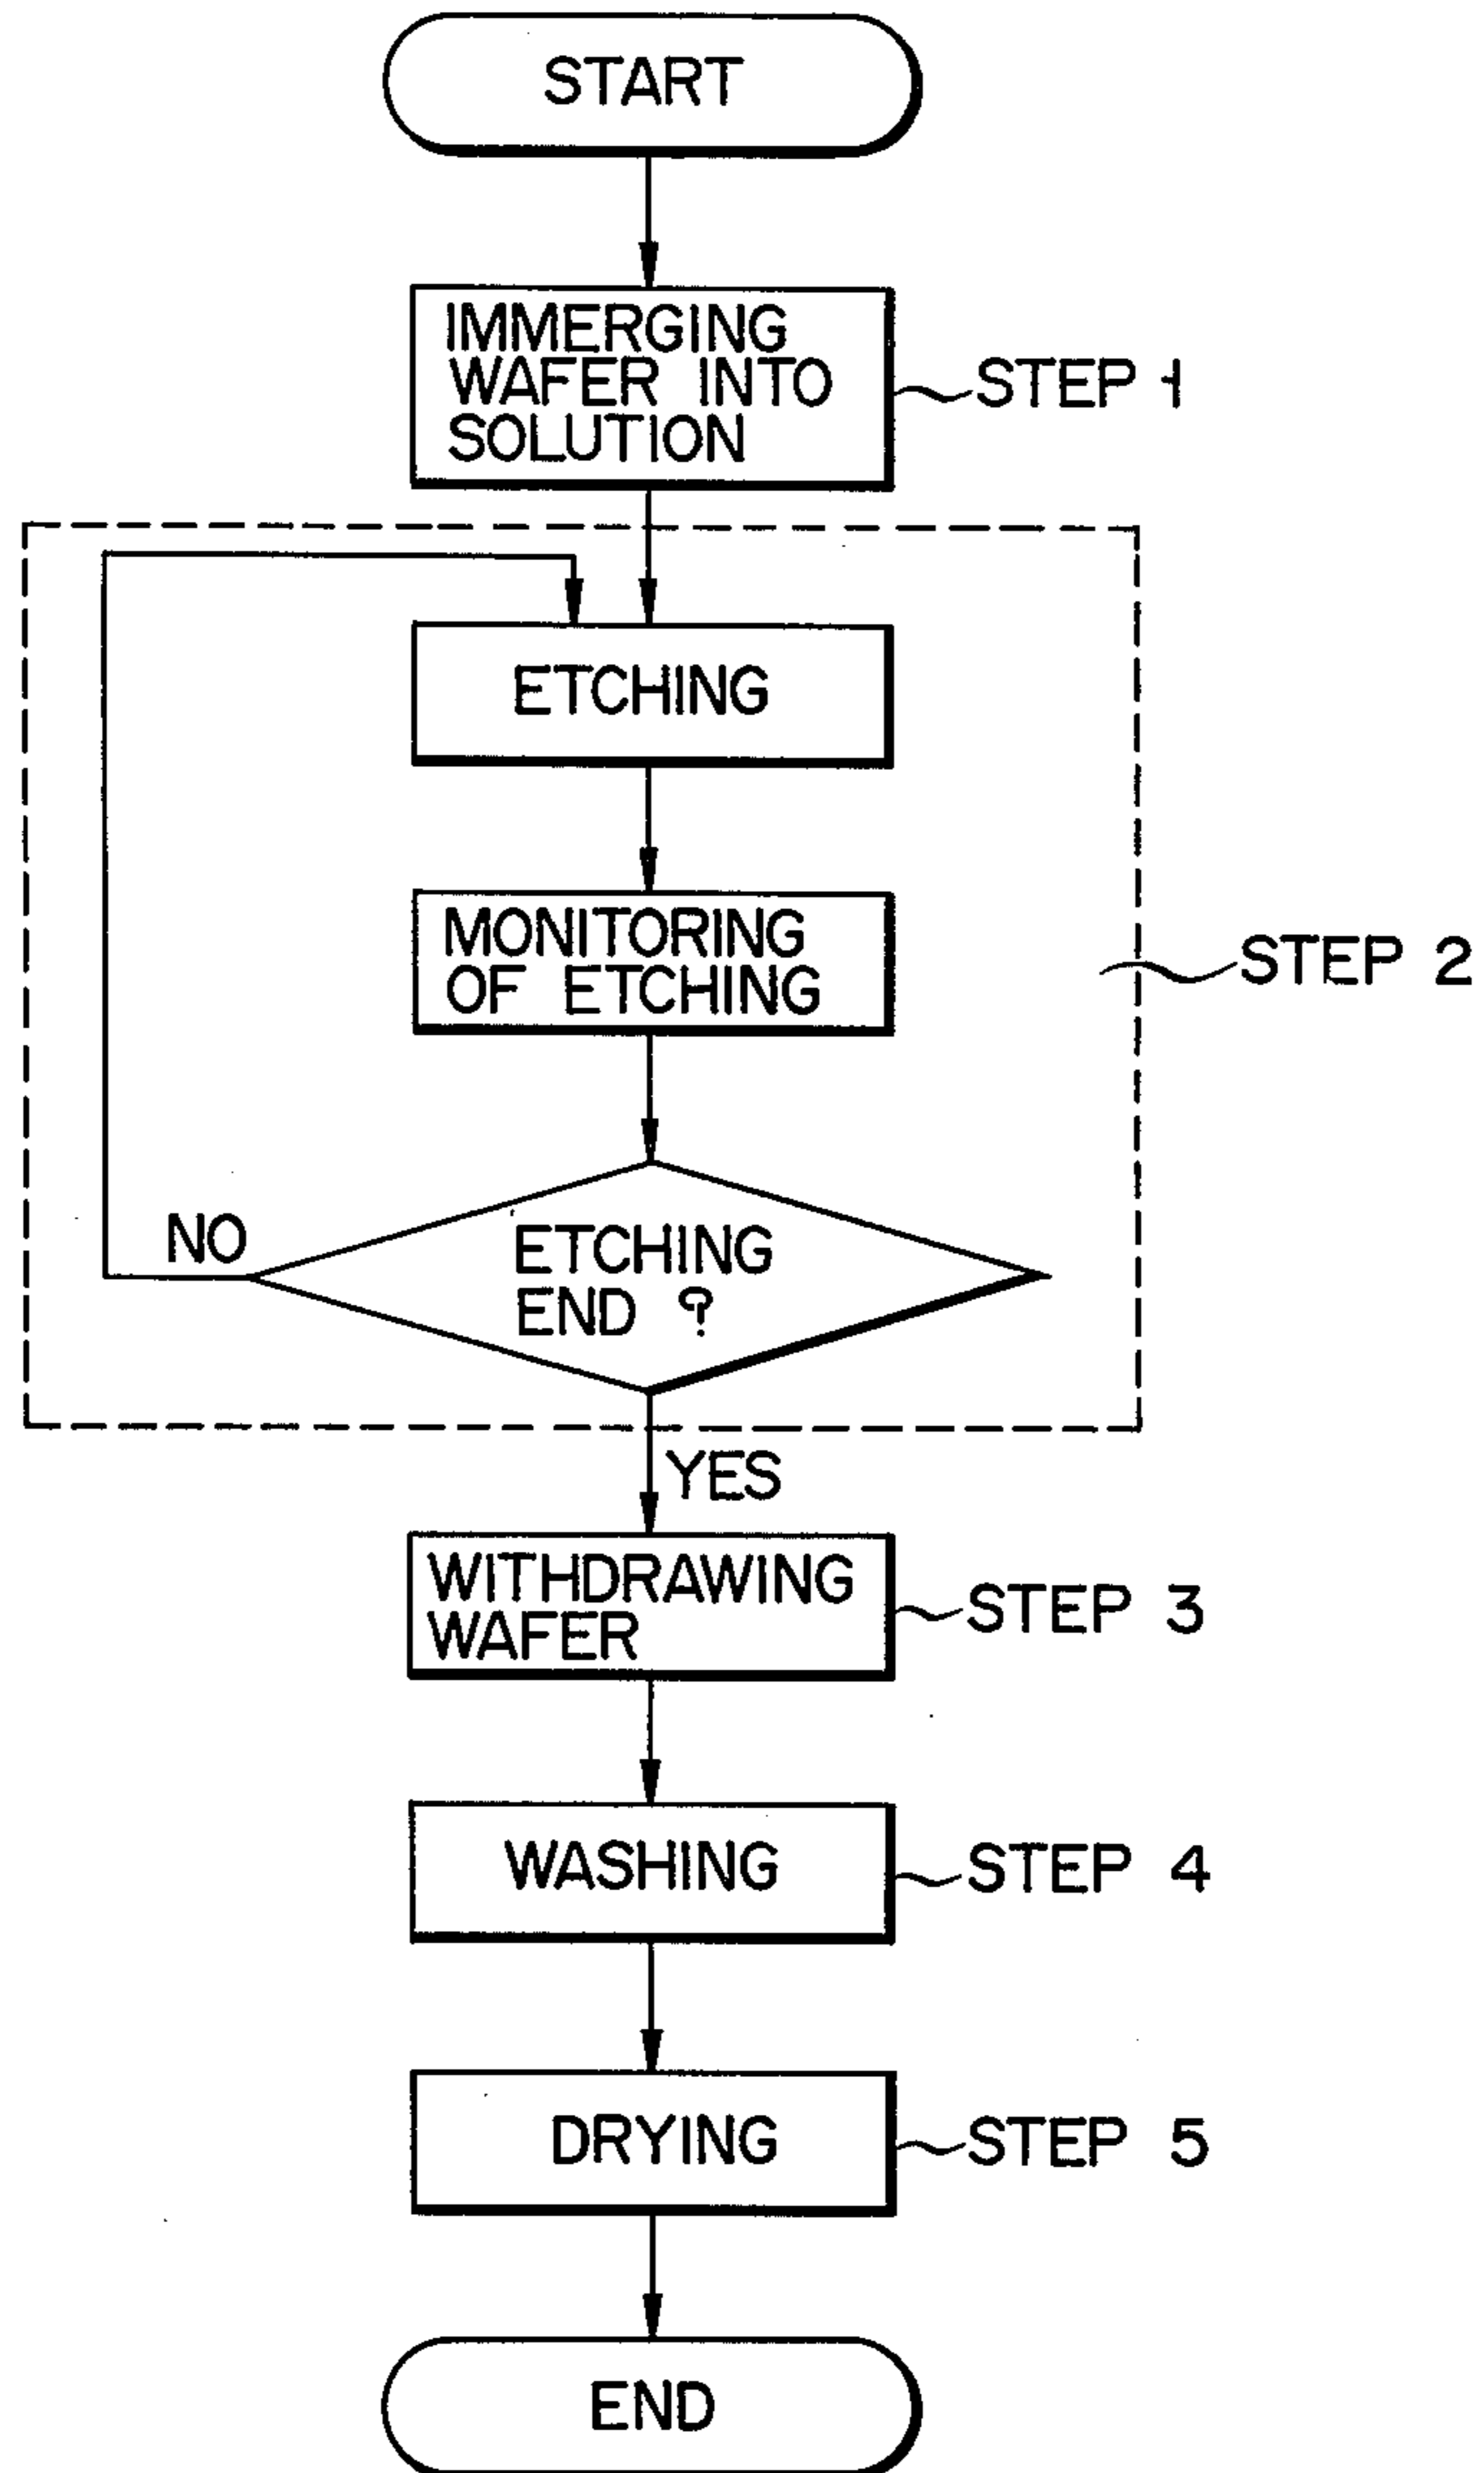 START
IMMERGING
WAFER INTO
SOLUTION
STEP 1
ETCHING
MONITORING
OF ETCHING
STEP 2
NO
ETCHING
END ?
YES
WITHDRAWING
WAFER
STEP 3
WASHING
STEP 4
DRYING
STEP 5
END